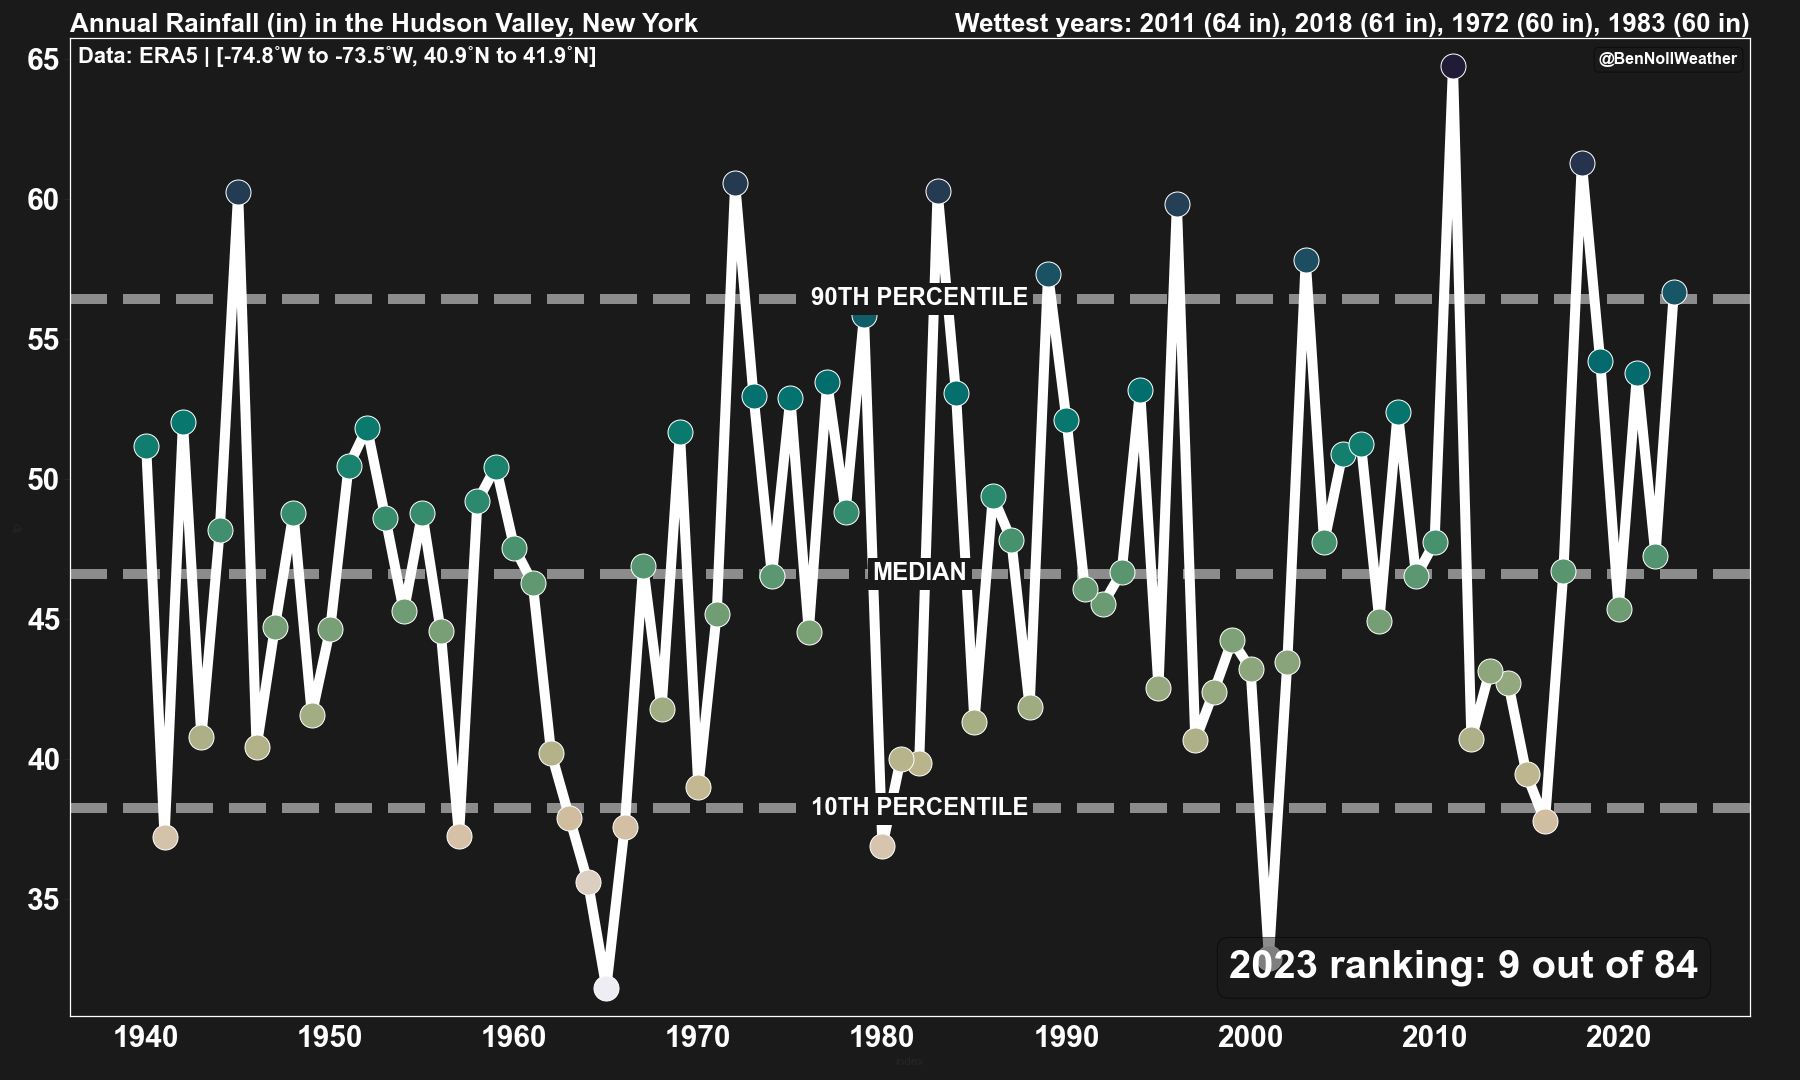 Annual Rainfall (in) in the Hudson Valley, New York
Wettest years: 2011 (64 in), 2018 (61 in), 1972 (60 in), 1983 (60 in)
Data: ERA5 | [-74.8°W to -73.5°W, 40.9°N to 41.9°N]
@BenNollWeather
65
60
90TH PERCENTILE
55
50
MEDIAN
45
40
10TH PERCENTILE
35
2023 ranking: 9 out of 84
1940 1950 1960 1970 1980 1990 2000 2010 2020
index